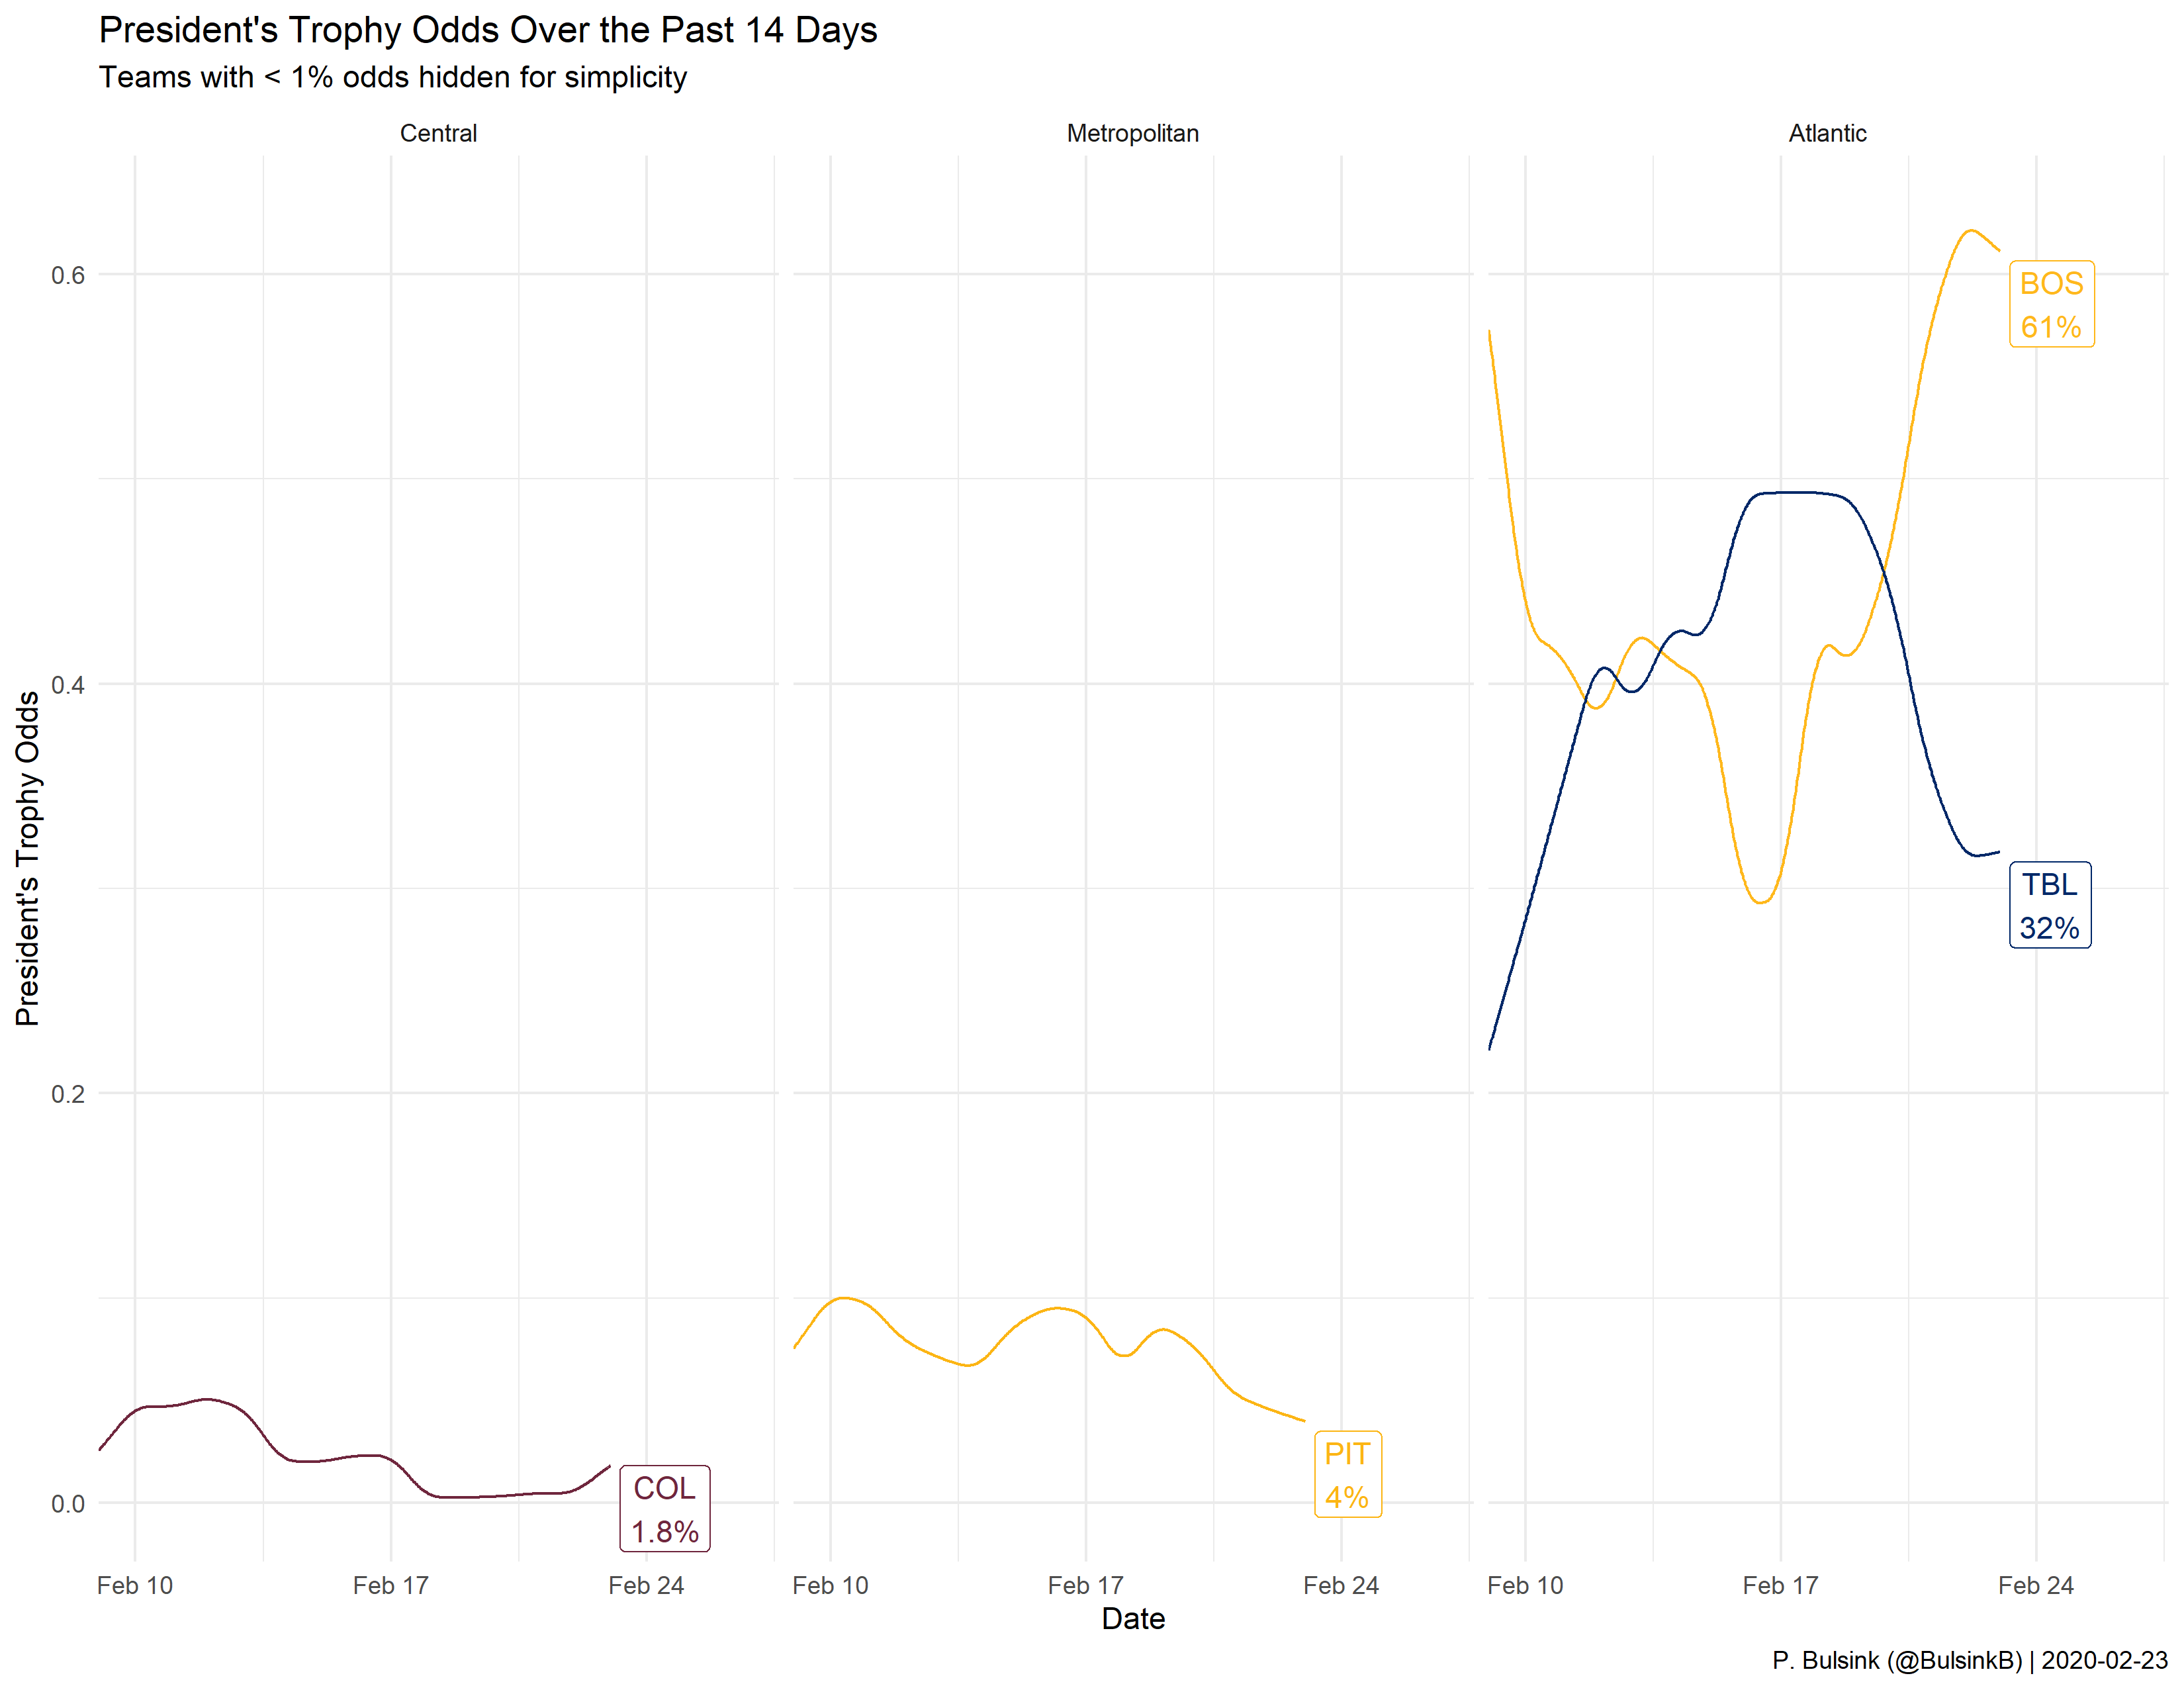 President's Trophy Odds Over the Past 14 Days
Teams with < 1% odds hidden for simplicity
Central
Metropolitan
Atlantic
President's Trophy Odds
0.6
0.4
0.2
0.0
BOS
61%
TBL
32%
PIT
4%
COL
1.8%
Feb 10
Feb 17
Feb 24
Feb 10
Feb 17
Feb 24
Feb 10
Feb 17
Feb 24
Date
P. Bulsink (@BulsinkB) | 2020-02-23